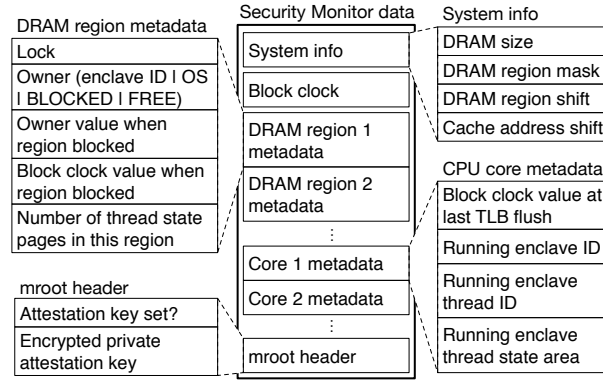 DRAM region metadata
Lock
Owner (enclave ID | OS
| BLOCKED | FREE)
Owner value when
region blocked
Block clock value when
region blocked
Number of thread state
pages in this region
mroot header
Attestation key set?
Encrypted private
attestation key
Security Monitor data
System info
Block clock
DRAM region 1
metadata
DRAM region 2
metadata
⋮
Core 1 metadata
Core 2 metadata
⋮
mroot header
System info
DRAM size
DRAM region mask
DRAM region shift
Cache address shift
CPU core metadata
Block clock value at
last TLB flush
Running enclave ID
Running enclave
thread ID
Running enclave
thread state area